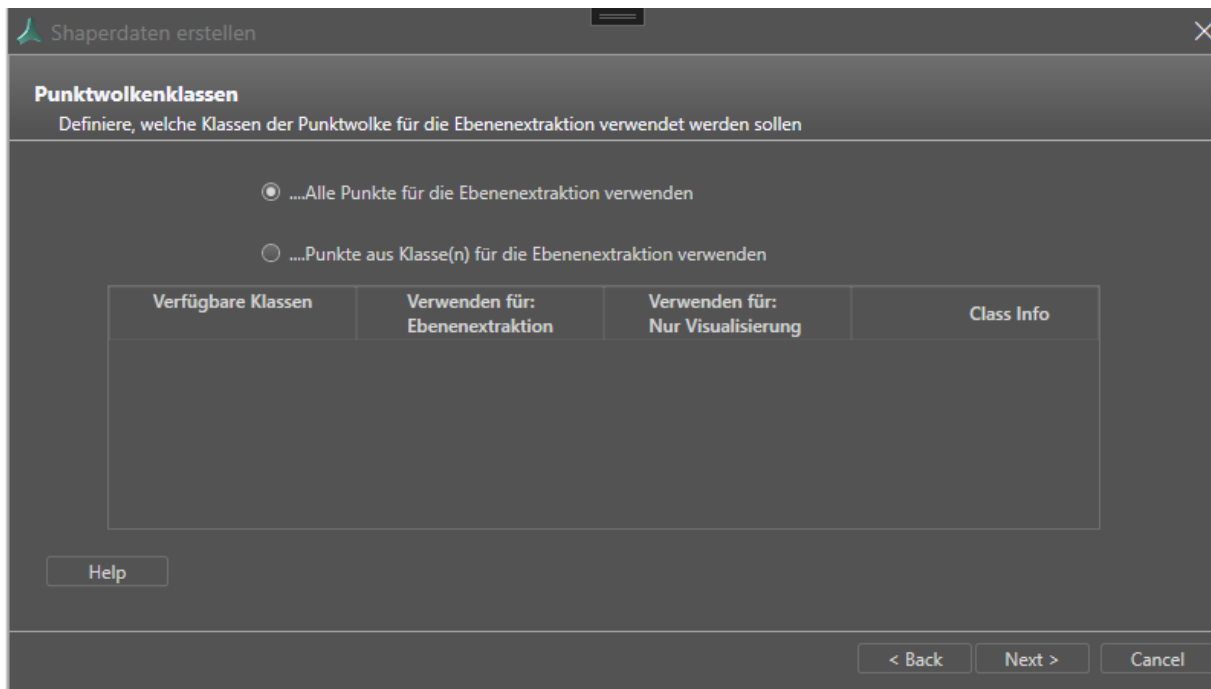 Shaperdaten erstellen
Punktwolkenklassen
Definiere, welche Klassen der Punktwolke für die Ebenenextraktion verwendet werden sollen
....Alle Punkte für die Ebenenextraktion verwenden
....Punkte aus Klasse(n) für die Ebenenextraktion verwenden
Verfügbare Klassen
Verwenden für:
Ebenenextraktion
Verwenden für:
Nur Visualisierung
Class Info
Help
< Back
Next >
Cancel